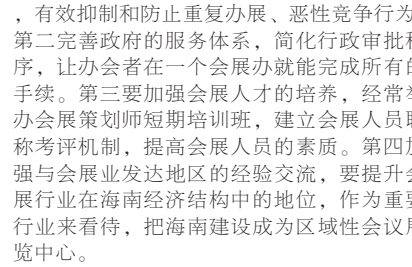 ，有效抑制和防止重复办展、恶性竞争行为
第二完善政府的服务体系，简化行政审批
序，让办会者在一个会展办就能完成所有
手续。第三要加强会展人才的培养，经常
办会展策划师短期培训班，建立会展人员
称考评机制，提高会展人员的素质。第四
强与会展业发达地区的经验交流，要提升
展行业在海南经济结构中的地位，作为重
行业来看待，把海南建设成为区域性会议
览中心。